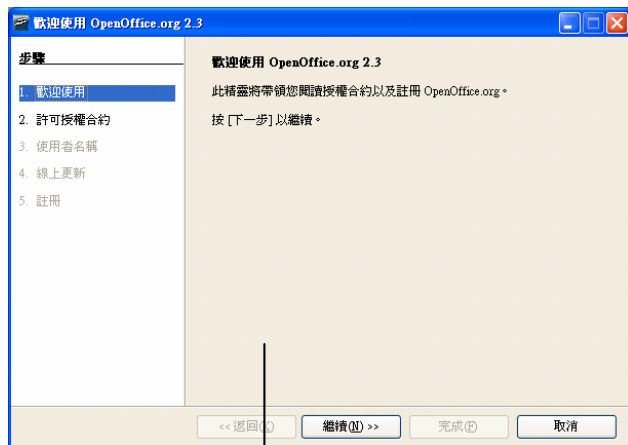 歡迎使用 OpenOffice.org 2.3
步驟
1. 歡迎使用
2. 許可授權合約
3. 使用者名稱
4. 線上更新
5. 註冊
歡迎使用 OpenOffice.org 2.3
此精靈將帶領您閱讀授權合約以及註冊 OpenOffice.org。
按 [下一步] 以繼續。
<< 返回 繼續(N) >> 完成(F) 取消